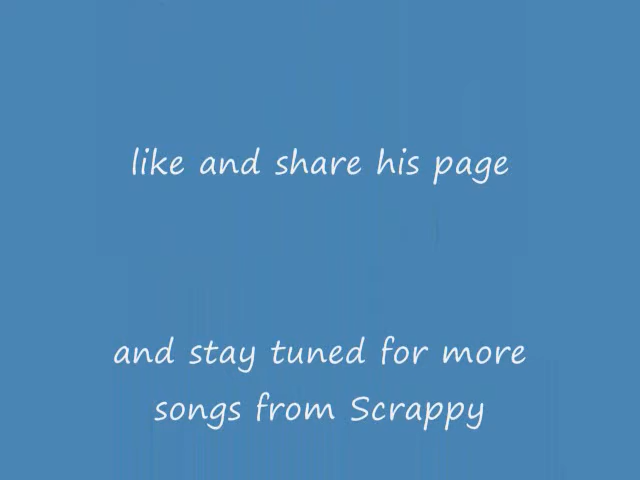 like and share his page
and stay tuned for more
songs from Scrappy